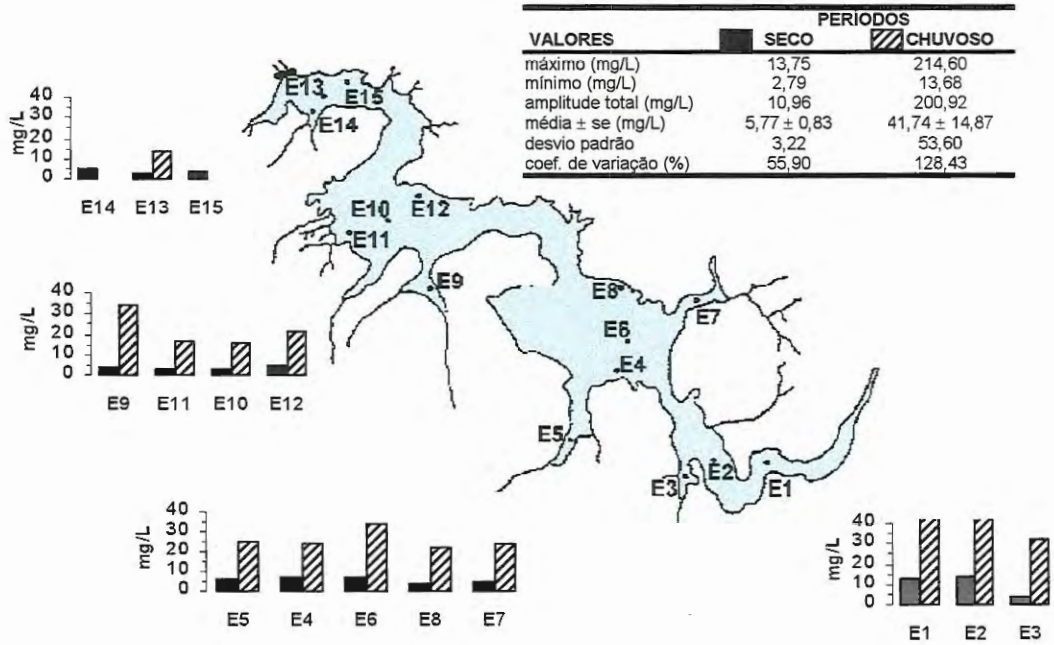 PERÍODOS
VALORES SECO CHUVOSO
máximo (mg/L) 13,75 214,60
mínimo (mg/L) 2,79 13,68
amplitude total (mg/L) 10,96 200,92
média ± se (mg/L) 5,77 ± 0,83 41,74 ± 14,87
desvio padrão 3,22 53,60
coef. de variação (%) 55,90 128,43
E13
E15
E14
E10
E12
E11
E9
E8
E7
E6
E4
E5
E2
E3
E1
mg/L
40
30
20
10
0
E14 E13 E15
mg/L
40
30
20
10
0
E9 E11 E10 E12
mg/L
40
30
20
10
0
E5 E4 E6 E8 E7
mg/L
40
30
20
10
0
E1 E2 E3